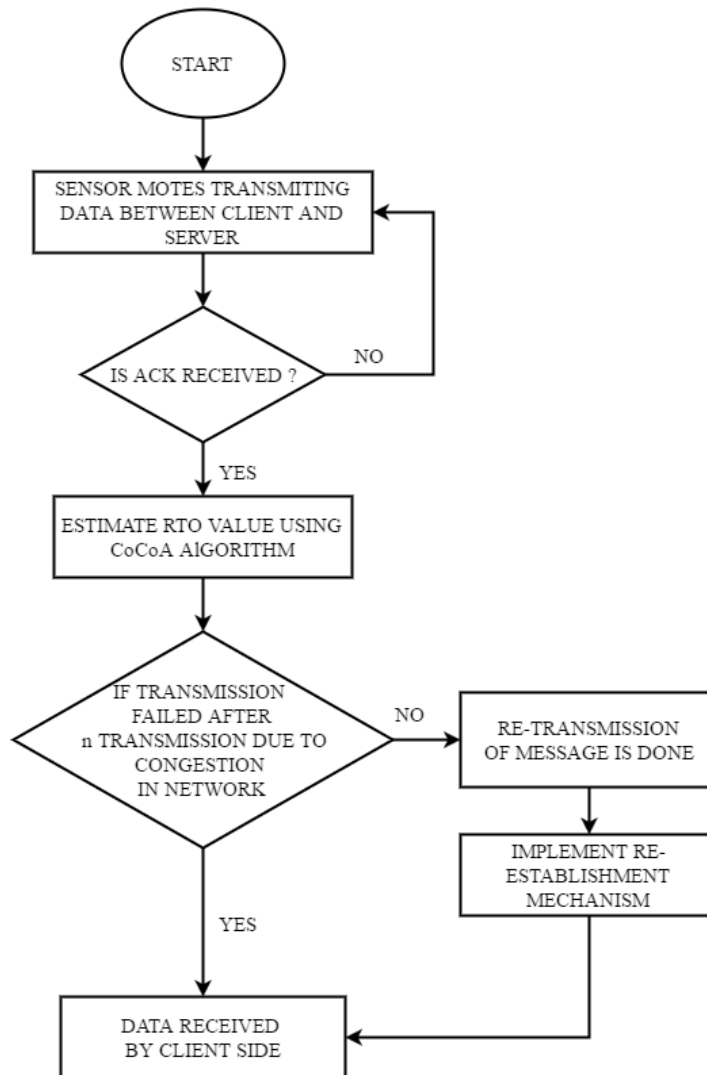 START
SENSOR MOTES TRANSMITING
DATA BETWEEN CLIENT AND
SERVER
IS ACK RECEIVED ?
NO
YES
ESTIMATE RTO VALUE USING
CoCoA AlGORITHM
IF TRANSMISSION
FAILED AFTER
n TRANSMISSION DUE TO
CONGESTION
IN NETWORK
NO
RE-TRANSMISSION
OF MESSAGE IS DONE
IMPLEMENT RE-
ESTABLISHMENT
MECHANISM
YES
DATA RECEIVED
BY CLIENT SIDE